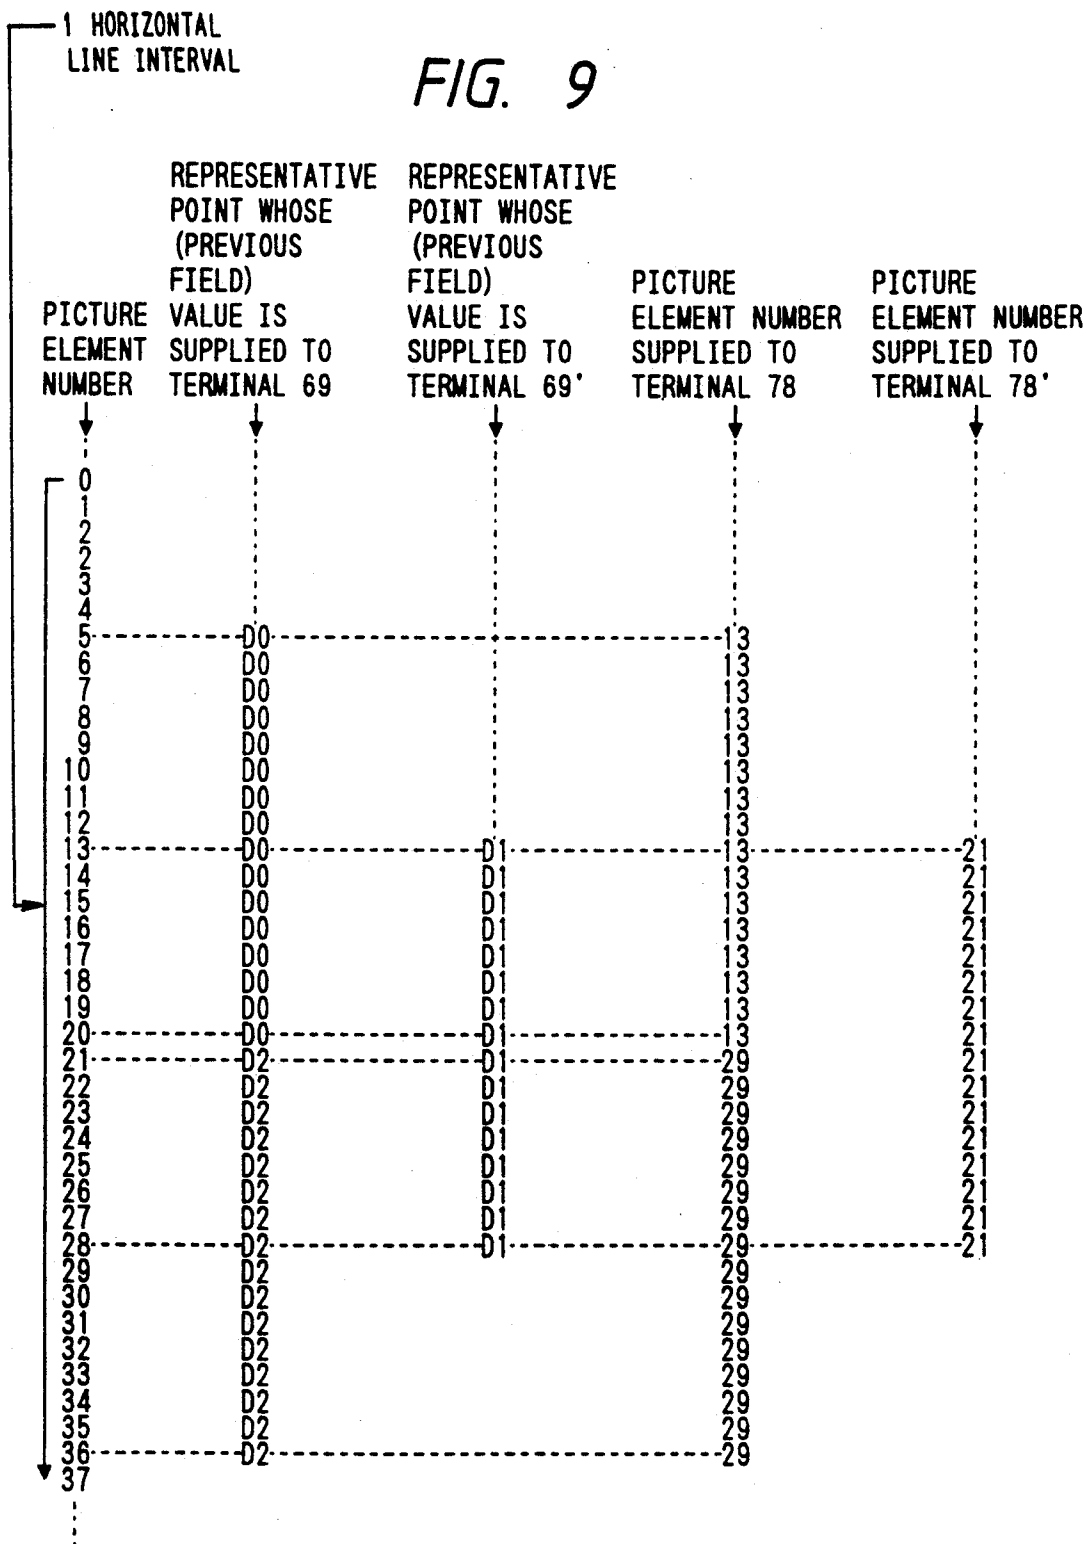 1 HORIZONTAL
LINE INTERVAL
FIG. 9
REPRESENTATIVE REPRESENTATIVE
POINT WHOSE POINT WHOSE
(PREVIOUS (PREVIOUS
FIELD) FIELD) PICTURE PICTURE
PICTURE VALUE IS VALUE IS ELEMENT NUMBER ELEMENT NUMBER
ELEMENT SUPPLIED TO SUPPLIED TO SUPPLIED TO SUPPLIED TO
NUMBER TERMINAL 69 TERMINAL 69' TERMINAL 78 TERMINAL 78'
0
1
2
2
3
4
5 D0 13
6 D0 13
7 D0 13
8 D0 13
9 D0 13
10 D0 13
11 D0 13
12 D0 13
13 D0 D1 13 21
14 D0 D1 13 21
15 D0 D1 13 21
16 D0 D1 13 21
17 D0 D1 13 21
18 D0 D1 13 21
19 D0 D1 13 21
20 D0 D1 13 21
21 D2 D1 29 21
22 D2 D1 29 21
23 D2 D1 29 21
24 D2 D1 29 21
25 D2 D1 29 21
26 D2 D1 29 21
27 D2 D1 29 21
28 D2 D1 29 21
29 D2 29
30 D2 29
31 D2 29
32 D2 29
33 D2 29
34 D2 29
35 D2 29
36 D2 29
37